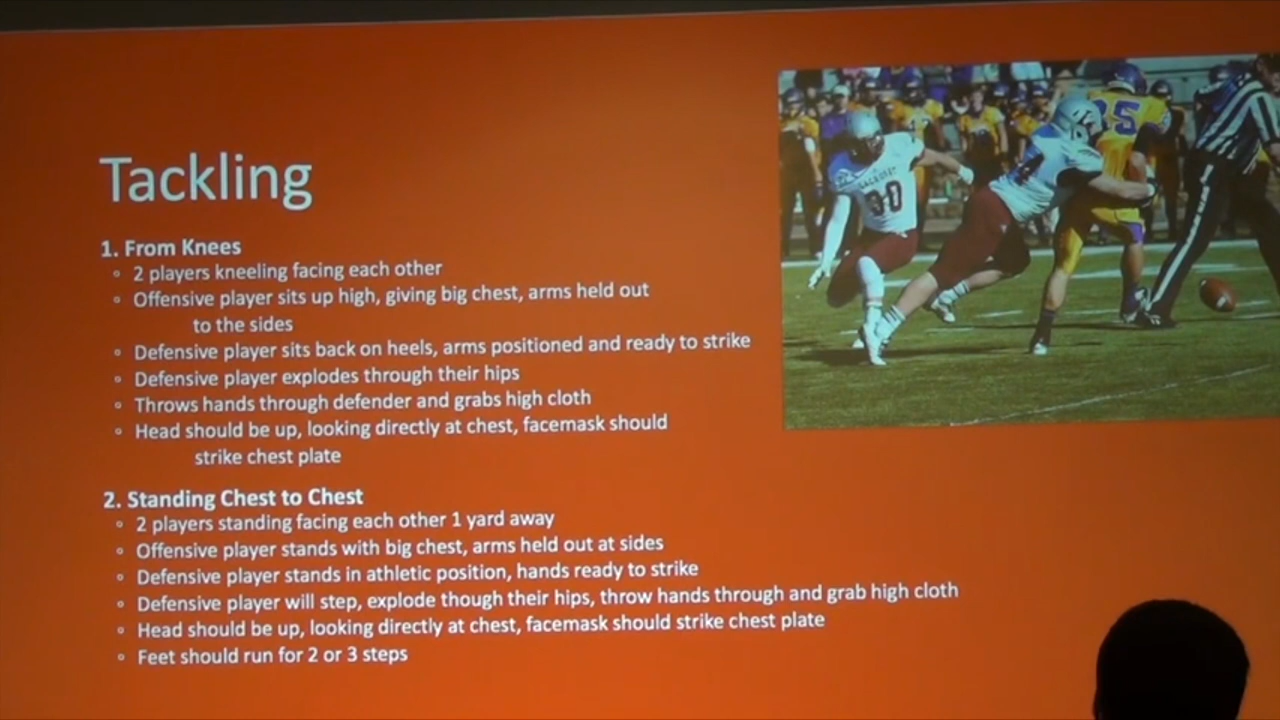 Tackling
1. From Knees
◦ 2 players kneeling facing each other
◦ Offensive player sits up high, giving big chest, arms held out
to the sides
◦ Defensive player sits back on heels, arms positioned and ready to strike
◦ Defensive player explodes through their hips
◦ Throws hands through defender and grabs high cloth
◦ Head should be up, looking directly at chest, facemask should
strike chest plate
2. Standing Chest to Chest
◦ 2 players standing facing each other 1 yard away
◦ Offensive player stands with big chest, arms held out at sides
◦ Defensive player stands in athletic position, hands ready to strike
◦ Defensive player will step, explode though their hips, throw hands through and grab high cloth
◦ Head should be up, looking directly at chest, facemask should strike chest plate
◦ Feet should run for 2 or 3 steps
30